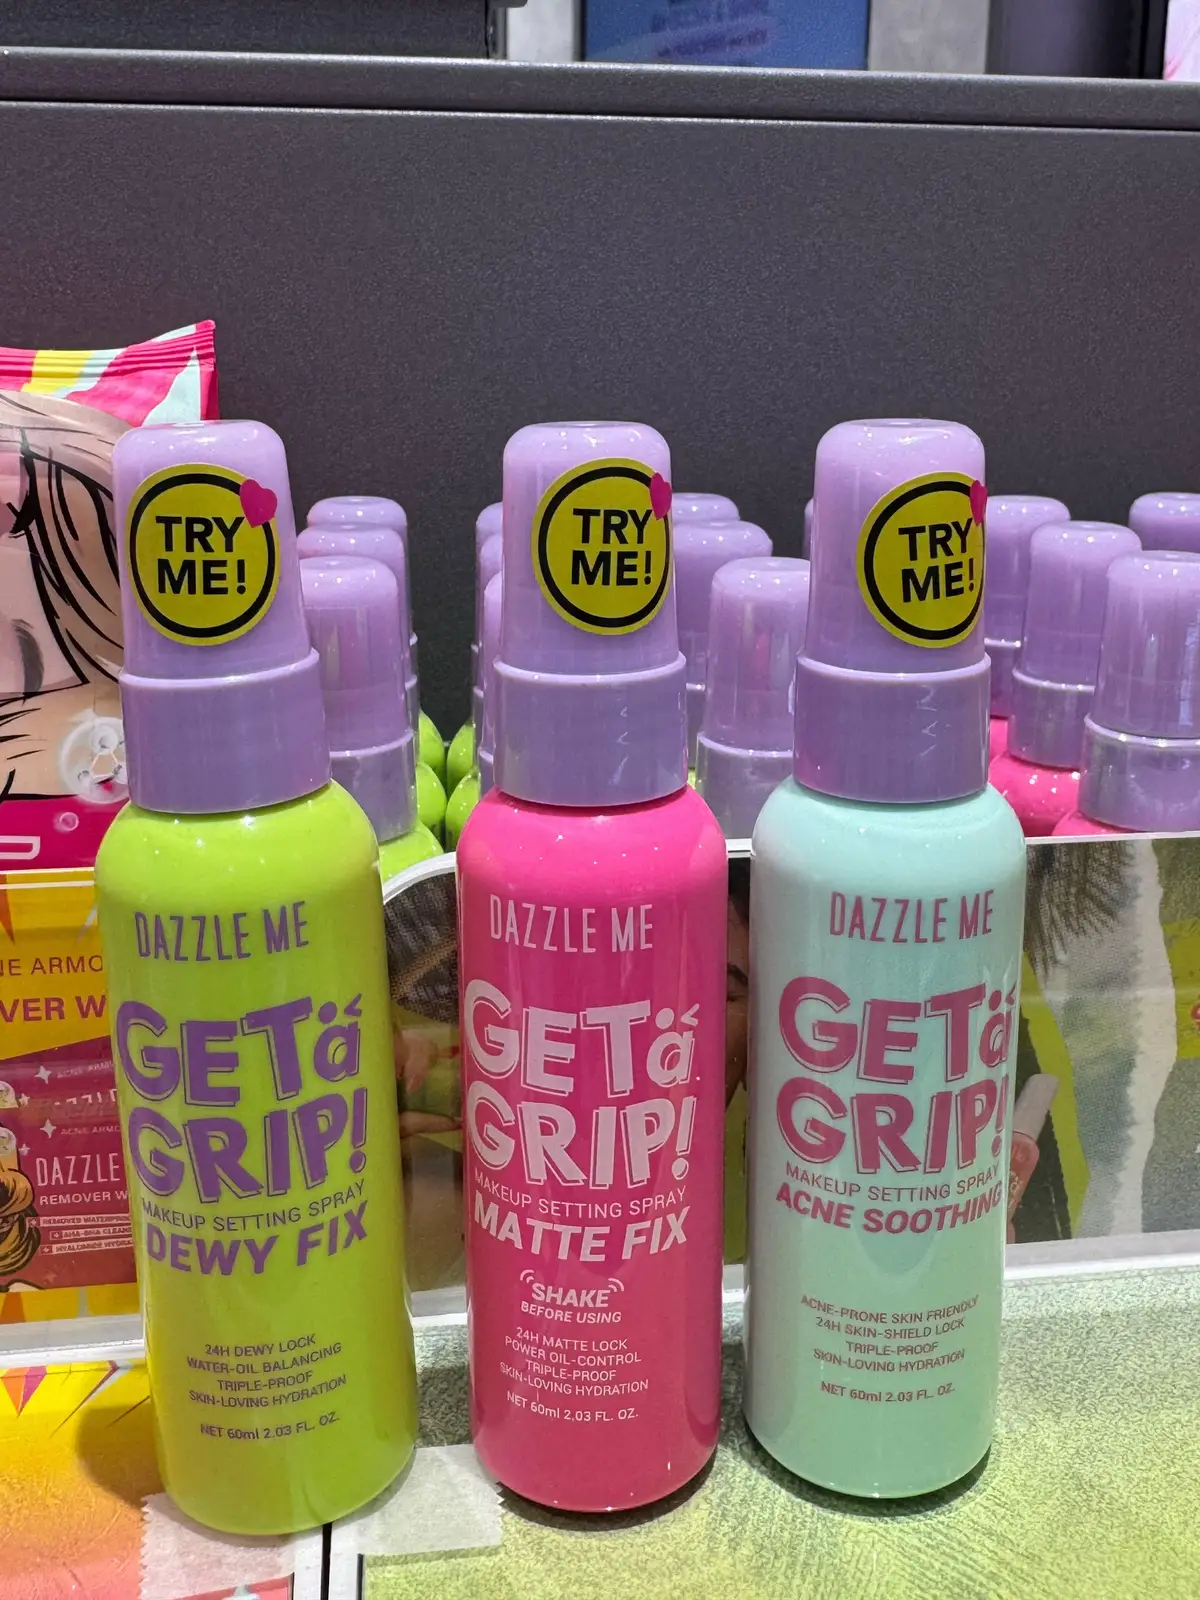 TRY
ME!
DAZZLE ME
GET a
GRIP!
MAKEUP SETTING SPRAY
DEWY FIX
24H DEWY LOCK
WATER-OIL BALANCING
TRIPLE-PROOF
SKIN-LOVING HYDRATION
NET 60ml 2.03 FL. OZ.
TRY
ME!
DAZZLE ME
GET a
GRIP!
MAKEUP SETTING SPRAY
MATTE FIX
SHAKE
BEFORE USING
24H MATTE LOCK
POWER OIL-CONTROL
TRIPLE-PROOF
SKIN-LOVING HYDRATION
NET 60ml 2.03 FL. OZ.
TRY
ME!
DAZZLE ME
GET a
GRIP!
MAKEUP SETTING SPRAY
ACNE SOOTHING
ACNE-PRONE SKIN FRIENDLY
24H SKIN-SHIELD LOCK
TRIPLE-PROOF
SKIN-LOVING HYDRATION
NET 60ml 2.03 FL. OZ.
DAZZLE
REMOVER W